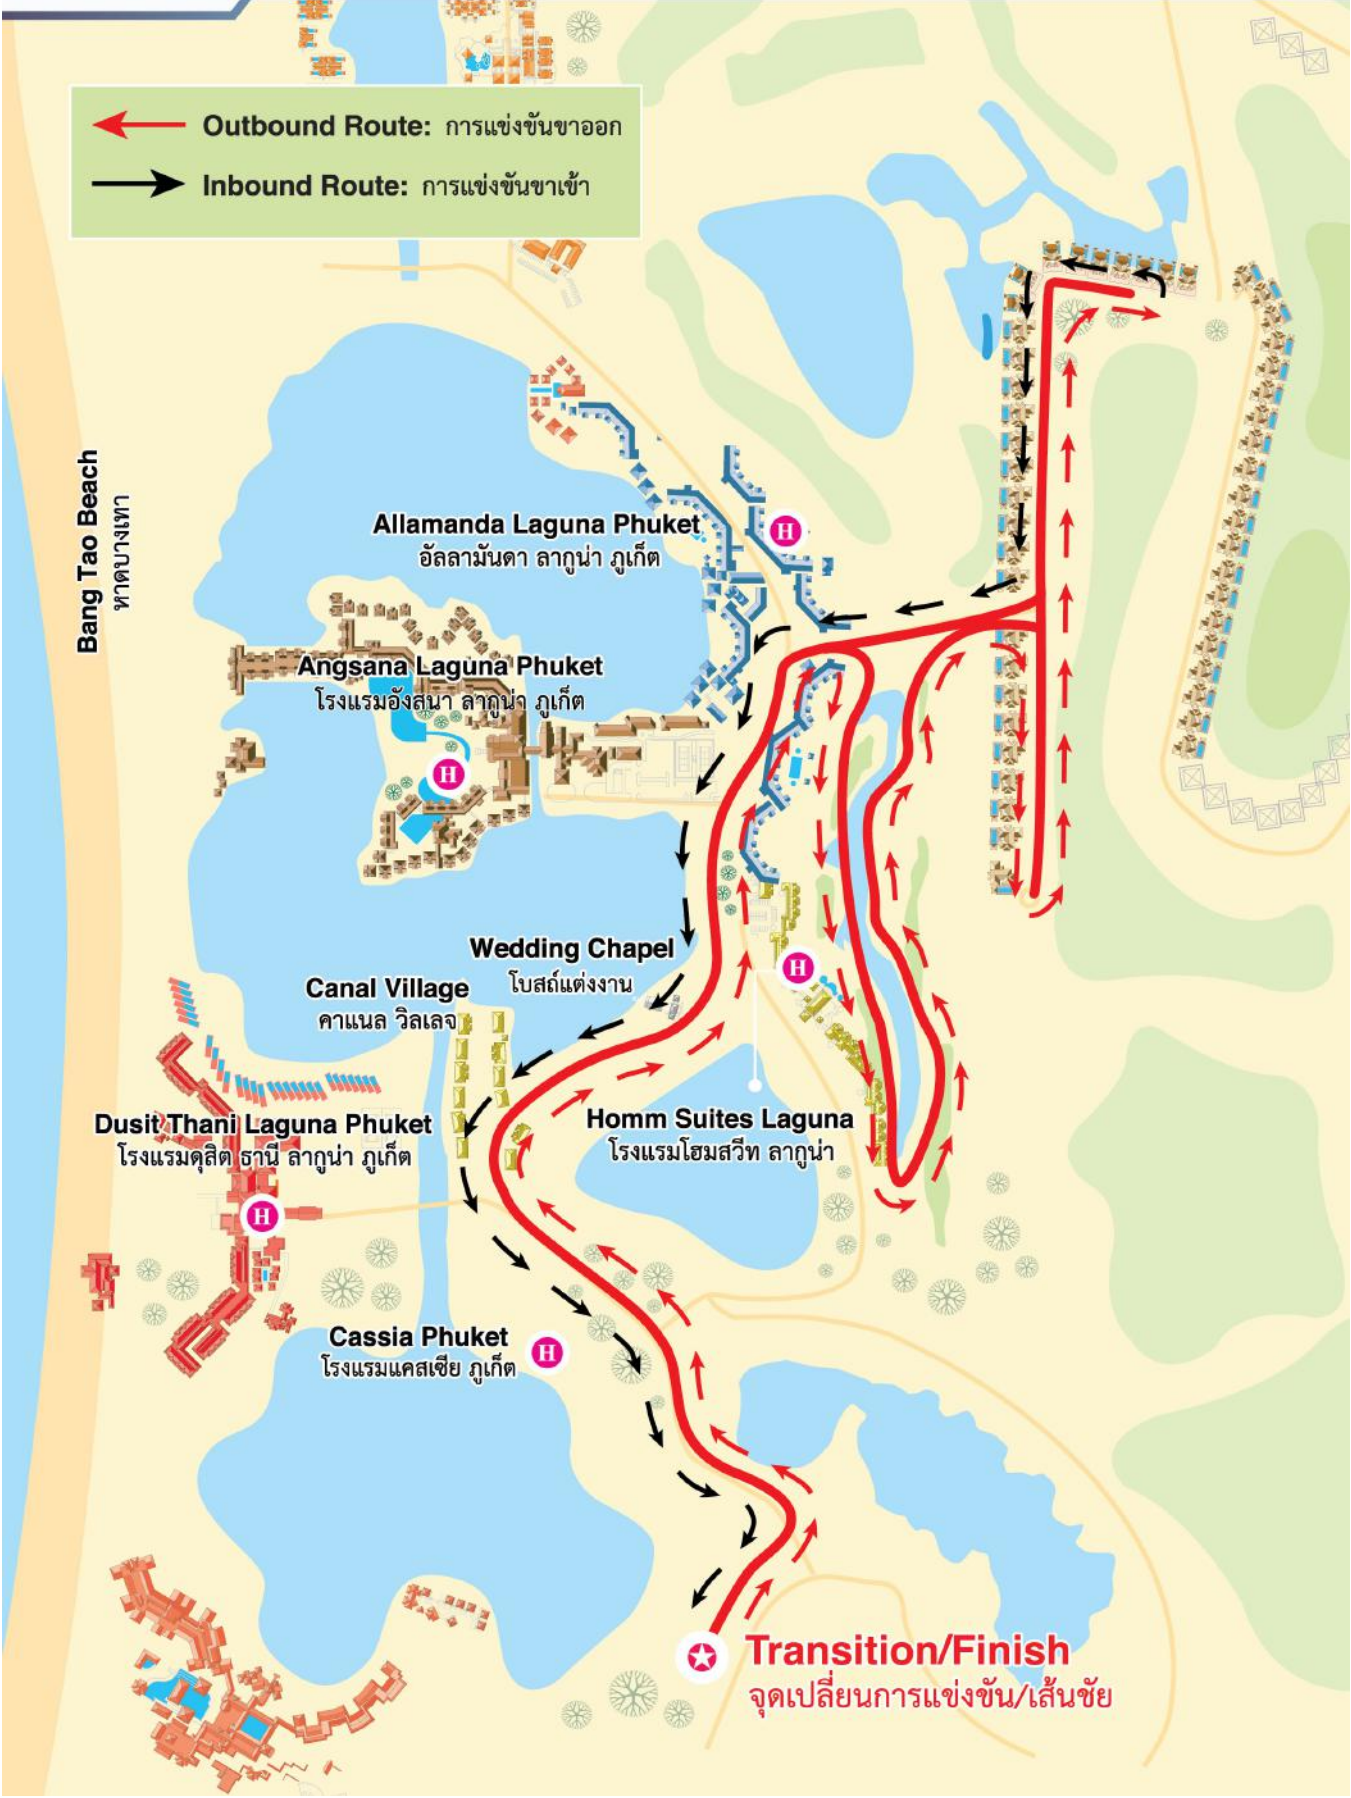 Outbound Route: การแข่งขันขาออก
Inbound Route: การแข่งขันขาเข้า
Bang Tao Beach
หาดบางเทา
Allamanda Laguna Phuket
อัลลามันดา ลากูน่า ภูเก็ต
H
Angsana Laguna Phuket
โรงแรมอังสนา ลากูน่า ภูเก็ต
H
Wedding Chapel
โบสถ์แต่งงาน
H
Canal Village
คาแนล วิลเลจ
Dusit Thani Laguna Phuket
โรงแรมดุสิต ธานี ลากูน่า ภูเก็ต
H
Homm Suites Laguna
โรงแรมโฮมสวีท ลากูน่า
Cassia Phuket
โรงแรมแคสเซีย ภูเก็ต
H
Transition/Finish
จุดเปลี่ยนการแข่งขัน/เส้นชัย